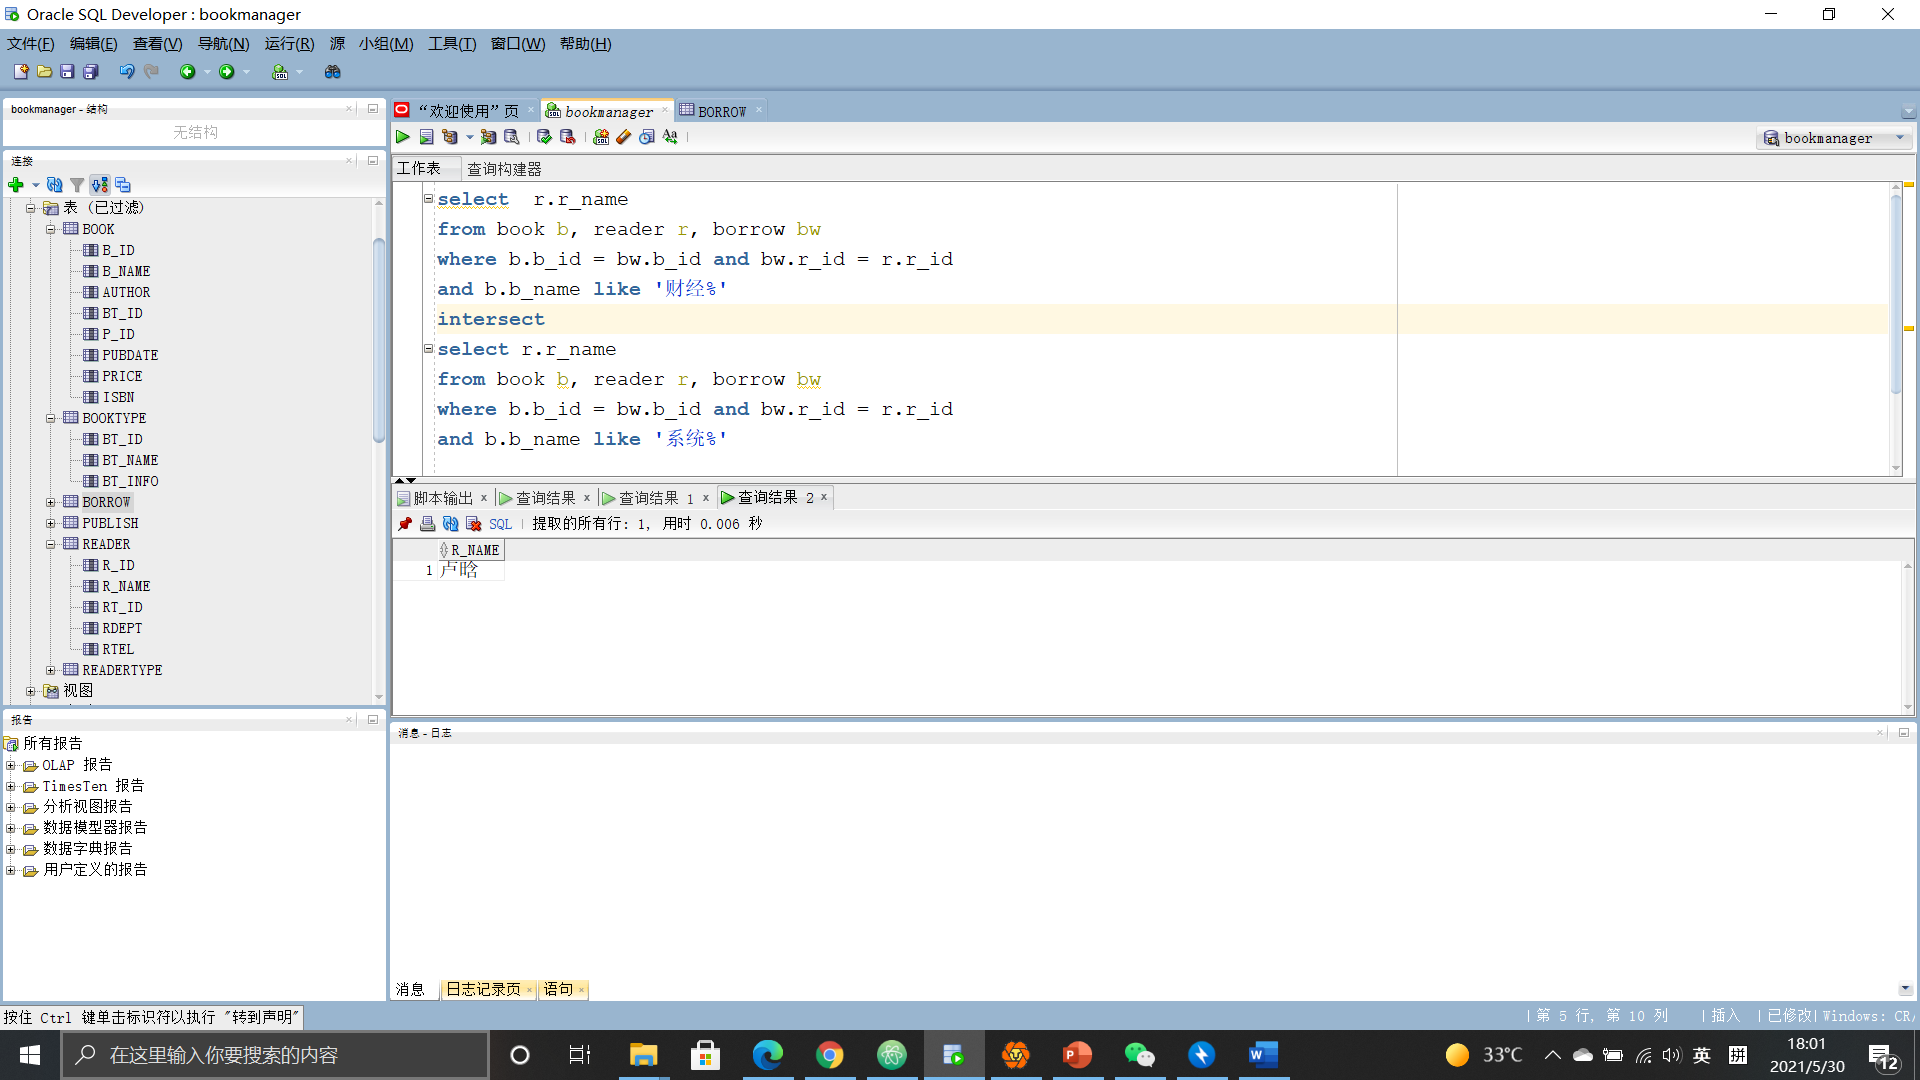 Oracle SQL Developer : bookmanager
文件(F) 编辑(E) 查看(V) 导航(N) 运行(R) 源 小组(M) 工具(T) 窗口(W) 帮助(H)
bookmanager - 结构
无结构
连接
表 (已过滤)
BOOK
B_ID
B_NAME
AUTHOR
BT_ID
P_ID
PUBDATE
PRICE
ISBN
BOOKTYPE
BT_ID
BT_NAME
BT_INFO
BORROW
PUBLISH
READER
R_ID
R_NAME
RT_ID
RDEPT
RTEL
READERTYPE
视图
报告
所有报告
OLAP 报告
TimesTen 报告
分析视图报告
数据模型器报告
数据字典报告
用户定义的报告
“欢迎使用”页 bookmanager BORROW
bookmanager
工作表 查询构建器
select  r.r_name
from book b, reader r, borrow bw
where b.b_id = bw.b_id and bw.r_id = r.r_id
and b.b_name like '财经%'
intersect
select r.r_name
from book b, reader r, borrow bw
where b.b_id = bw.b_id and bw.r_id = r.r_id
and b.b_name like '系统%'
脚本输出 查询结果 查询结果 1 查询结果 2
SQL 提取的所有行: 1, 用时 0.006 秒
R_NAME
1 卢晗
消息 - 日志
消息 日志记录页 语句
按住 Ctrl 键单击标识符以执行 "转到声明"
第 5 行, 第 10 列 插入 已修改 Windows: CR
在这里输入你要搜索的内容
33℃ 英 拼 18:01
2021/5/30
12